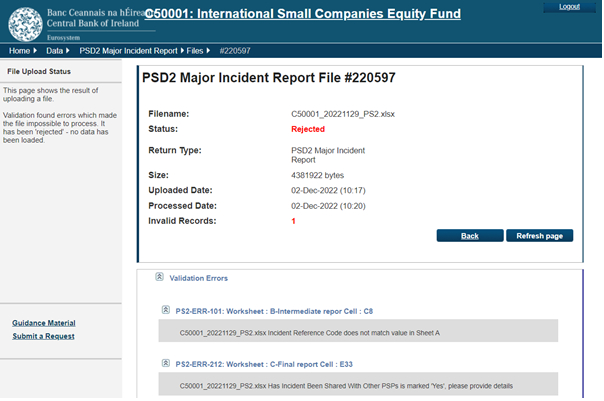 Banc Ceannais na hÉirea
Central Bank of Ireland
Eurosystem
C50001: International Small Companies Equity Fund
Logout
Home Data PSD2 Major Incident Report Files #220597
File Upload Status
This page shows the result of
uploading a file.
Validation found errors which made
the file impossible to process. It
has been 'rejected' - no data has
been loaded.
Guidance Material
Submit a Request
PSD2 Major Incident Report File #220597
Filename: C50001_20221129_PS2.xlsx
Status: Rejected
Return Type: PSD2 Major Incident
Report
Size: 4381922 bytes
Uploaded Date: 02-Dec-2022 (10:17)
Processed Date: 02-Dec-2022 (10:20)
Invalid Records: 1
Back Refresh page
Validation Errors
PS2-ERR-101: Worksheet : B-Intermediate repor Cell : C8
C50001_20221129_PS2.xlsx Incident Reference Code does not match value in Sheet A
PS2-ERR-212: Worksheet : C-Final report Cell : E33
C50001_20221129_PS2.xlsx Has Incident Been Shared With Other PSPs is marked 'Yes', please provide details